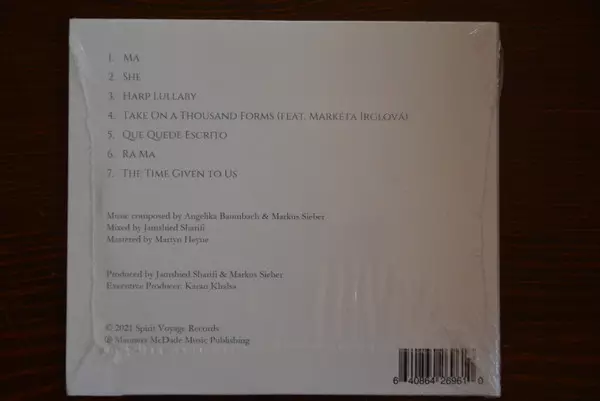 1. Ma
2. She
3. Harp Lullaby
4. Take On a Thousand Forms (feat. Markéta Irglová)
5. Que Quede Escrito
6. Ra Ma
7. The Time Given to Us
Music composed by Angelika Baumbach & Markus Sieber
Mixed by Jamshied Sharifi
Mastered by Martyn Heyne
Produced by Jamshied Sharifi & Markus Sieber
Executive Producer: Karan Khalsa
© 2021 Spirit Voyage Records
℗ Maeneer McDade Music Publishing
6 40864 26961 0